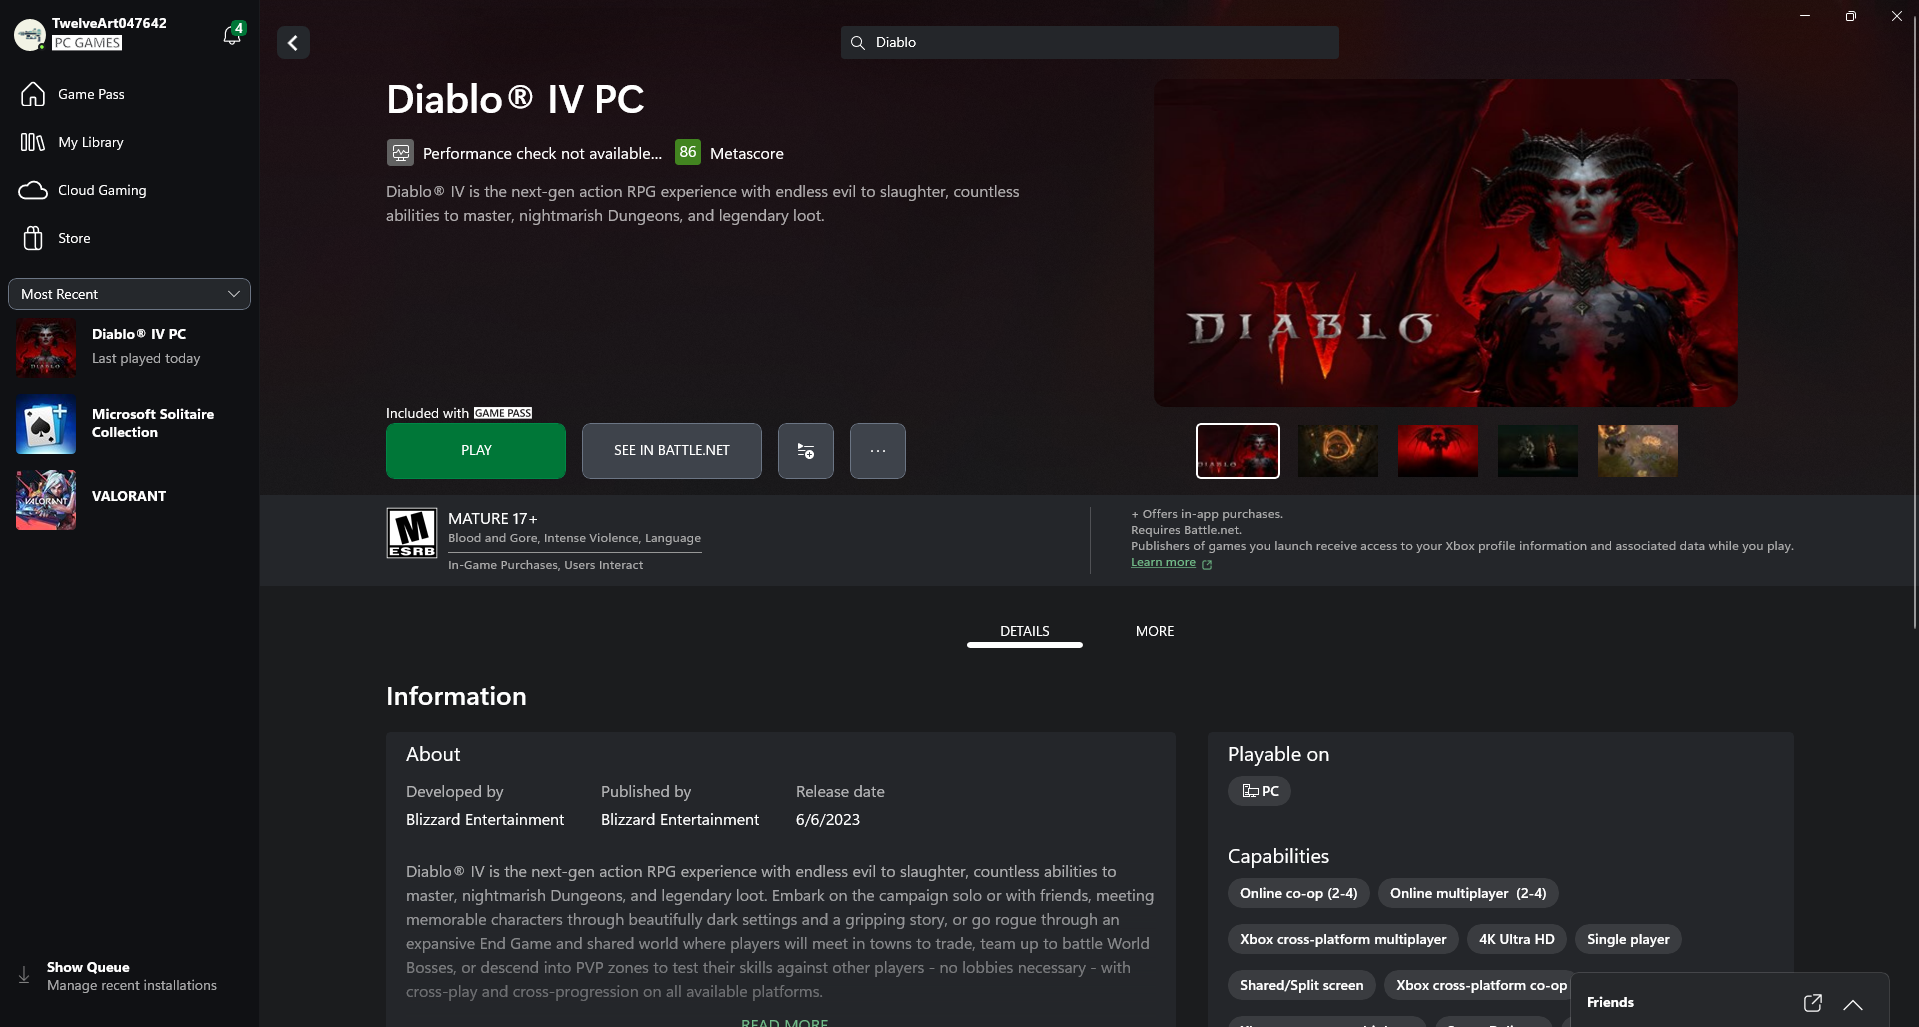 TwelveArt047642
PC GAMES
4
Game Pass
My Library
Cloud Gaming
Store
Most Recent
Diablo® IV PC
Last played today
Microsoft Solitaire
Collection
VALORANT
Show Queue
Manage recent installations
Diablo
Diablo® IV PC
Performance check not available...
86
Metascore
Diablo® IV is the next-gen action RPG experience with endless evil to slaughter, countless
abilities to master, nightmarish Dungeons, and legendary loot.
Included with GAME PASS
PLAY
SEE IN BATTLE.NET
DIABLO
IV
M
ESRB
MATURE 17+
Blood and Gore, Intense Violence, Language
In-Game Purchases, Users Interact
+ Offers in-app purchases.
Requires Battle.net.
Publishers of games you launch receive access to your Xbox profile information and associated data while you play.
Learn more
DETAILS
MORE
Information
About
Developed by
Blizzard Entertainment
Published by
Blizzard Entertainment
Release date
6/6/2023
Diablo® IV is the next-gen action RPG experience with endless evil to slaughter, countless abilities to
master, nightmarish Dungeons, and legendary loot. Embark on the campaign solo or with friends, meeting
memorable characters through beautifully dark settings and a gripping story, or go rogue through an
expansive End Game and shared world where players will meet in towns to trade, team up to battle World
Bosses, or descend into PVP zones to test their skills against other players - no lobbies necessary - with
cross-play and cross-progression on all available platforms.
READ MORE
Playable on
PC
Capabilities
Online co-op (2-4)
Online multiplayer (2-4)
Xbox cross-platform multiplayer
4K Ultra HD
Single player
Shared/Split screen
Xbox cross-platform co-op
Friends